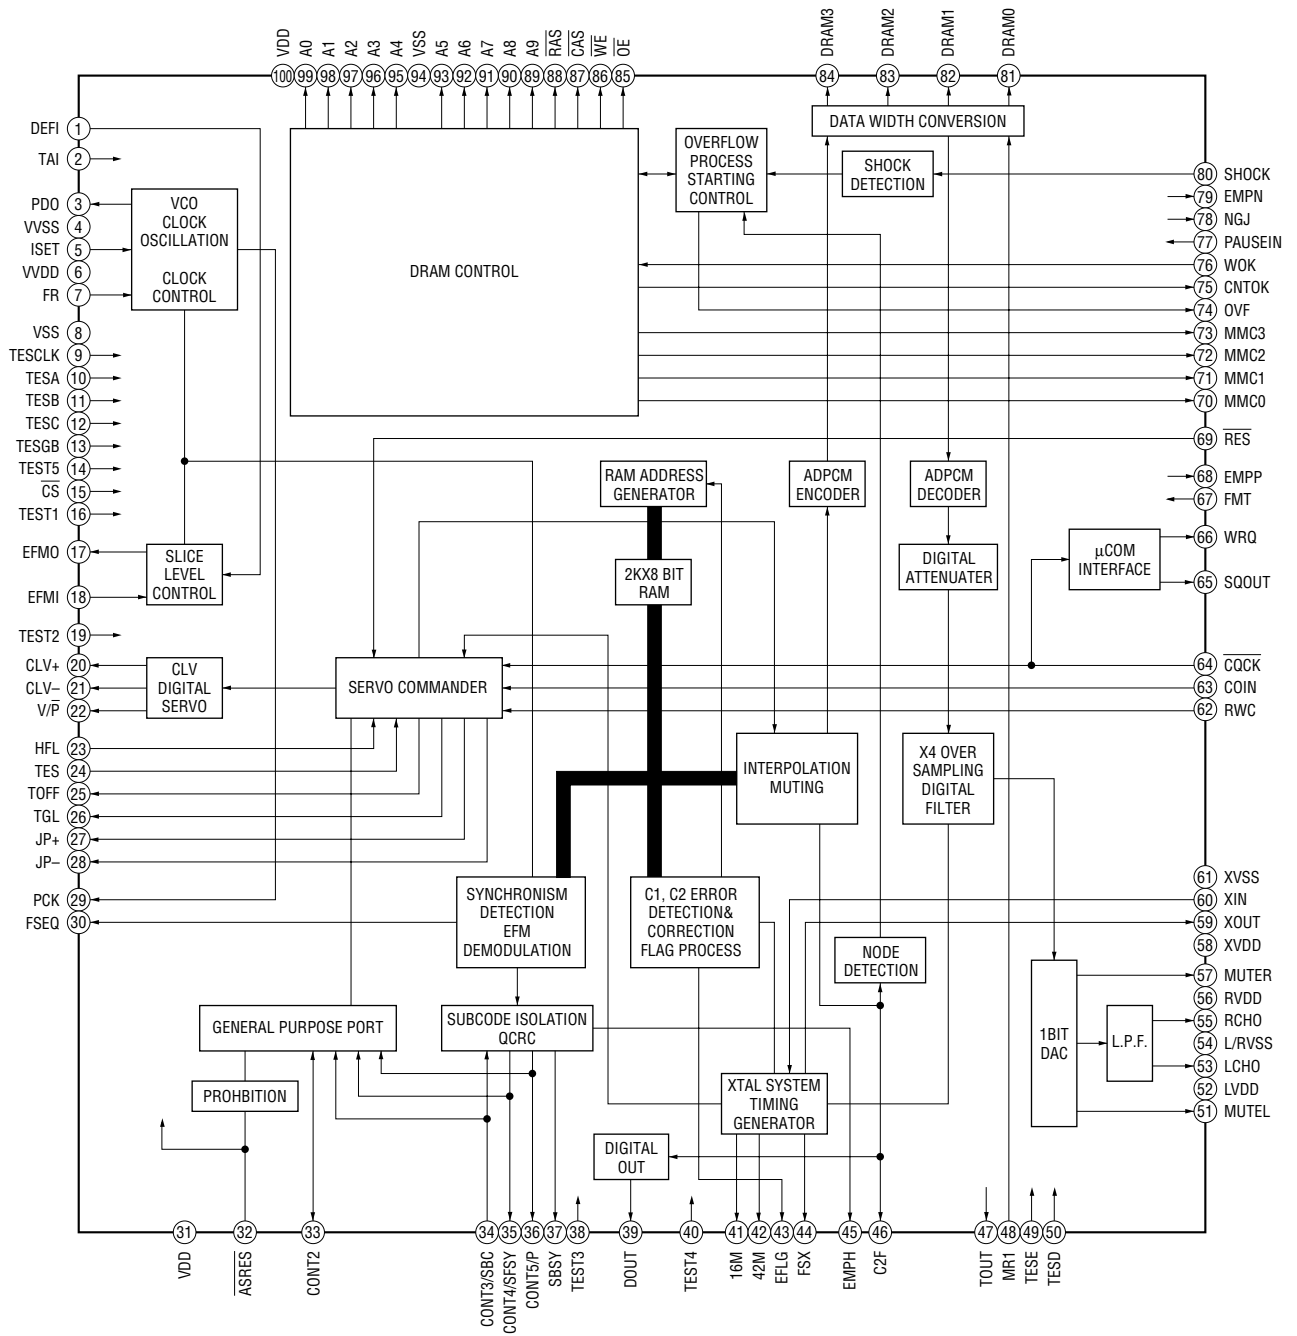 VDD
A0
A1
A2
A3
A4
VSS
A5
A6
A7
A8
A9
RAS
CAS
WE
OE
DRAM3
DRAM2
DRAM1
DRAM0
100
99
98
97
96
95
94
93
92
91
90
89
88
87
86
85
84
83
82
81
DEFI 1
TAI 2
PDO 3
VVSS 4
ISET 5
VVDD 6
FR 7
VSS 8
TESCLK 9
TESA 10
TESB 11
TESC 12
TESGB 13
TEST5 14
CS 15
TEST1 16
EFMO 17
EFMI 18
TEST2 19
CLV+ 20
CLV– 21
V/P 22
HFL 23
TES 24
TOFF 25
TGL 26
JP+ 27
JP– 28
PCK 29
FSEQ 30
VCO
CLOCK
OSCILLATION
CLOCK
CONTROL
DRAM CONTROL
OVERFLOW
PROCESS
STARTING
CONTROL
DATA WIDTH CONVERSION
SHOCK
DETECTION
RAM ADDRESS
GENERATOR
ADPCM
ENCODER
ADPCM
DECODER
SLICE
LEVEL
CONTROL
2KX8 BIT
RAM
DIGITAL
ATTENUATER
µCOM
INTERFACE
CLV
DIGITAL
SERVO
SERVO COMMANDER
INTERPOLATION
MUTING
X4 OVER
SAMPLING
DIGITAL
FILTER
SYNCHRONISM
DETECTION
EFM
DEMODULATION
C1, C2 ERROR
DETECTION&
CORRECTION
FLAG PROCESS
NODE
DETECTION
GENERAL PURPOSE PORT
SUBCODE ISOLATION
QCRC
1BIT
DAC
L.P.F.
PROHBITION
XTAL SYSTEM
TIMING
GENERATOR
DIGITAL
OUT
80 SHOCK
79 EMPN
78 NGJ
77 PAUSEIN
76 WOK
75 CNTOK
74 OVF
73 MMC3
72 MMC2
71 MMC1
70 MMC0
69 RES
68 EMPP
67 FMT
66 WRQ
65 SQOUT
64 CQCK
63 COIN
62 RWC
61 XVSS
60 XIN
59 XOUT
58 XVDD
57 MUTER
56 RVDD
55 RCHO
54 L/RVSS
53 LCHO
52 LVDD
51 MUTEL
31
32
33
34
35
36
37
38
39
40
41
42
43
44
45
46
47
48
49
50
VDD
ASRES
CONT2
CONT3/SBC
CONT4/SFSY
CONT5/P
SBSY
TEST3
DOUT
TEST4
16M
42M
EFLG
FSX
EMPH
C2F
TOUT
MR1
TESE
TESD